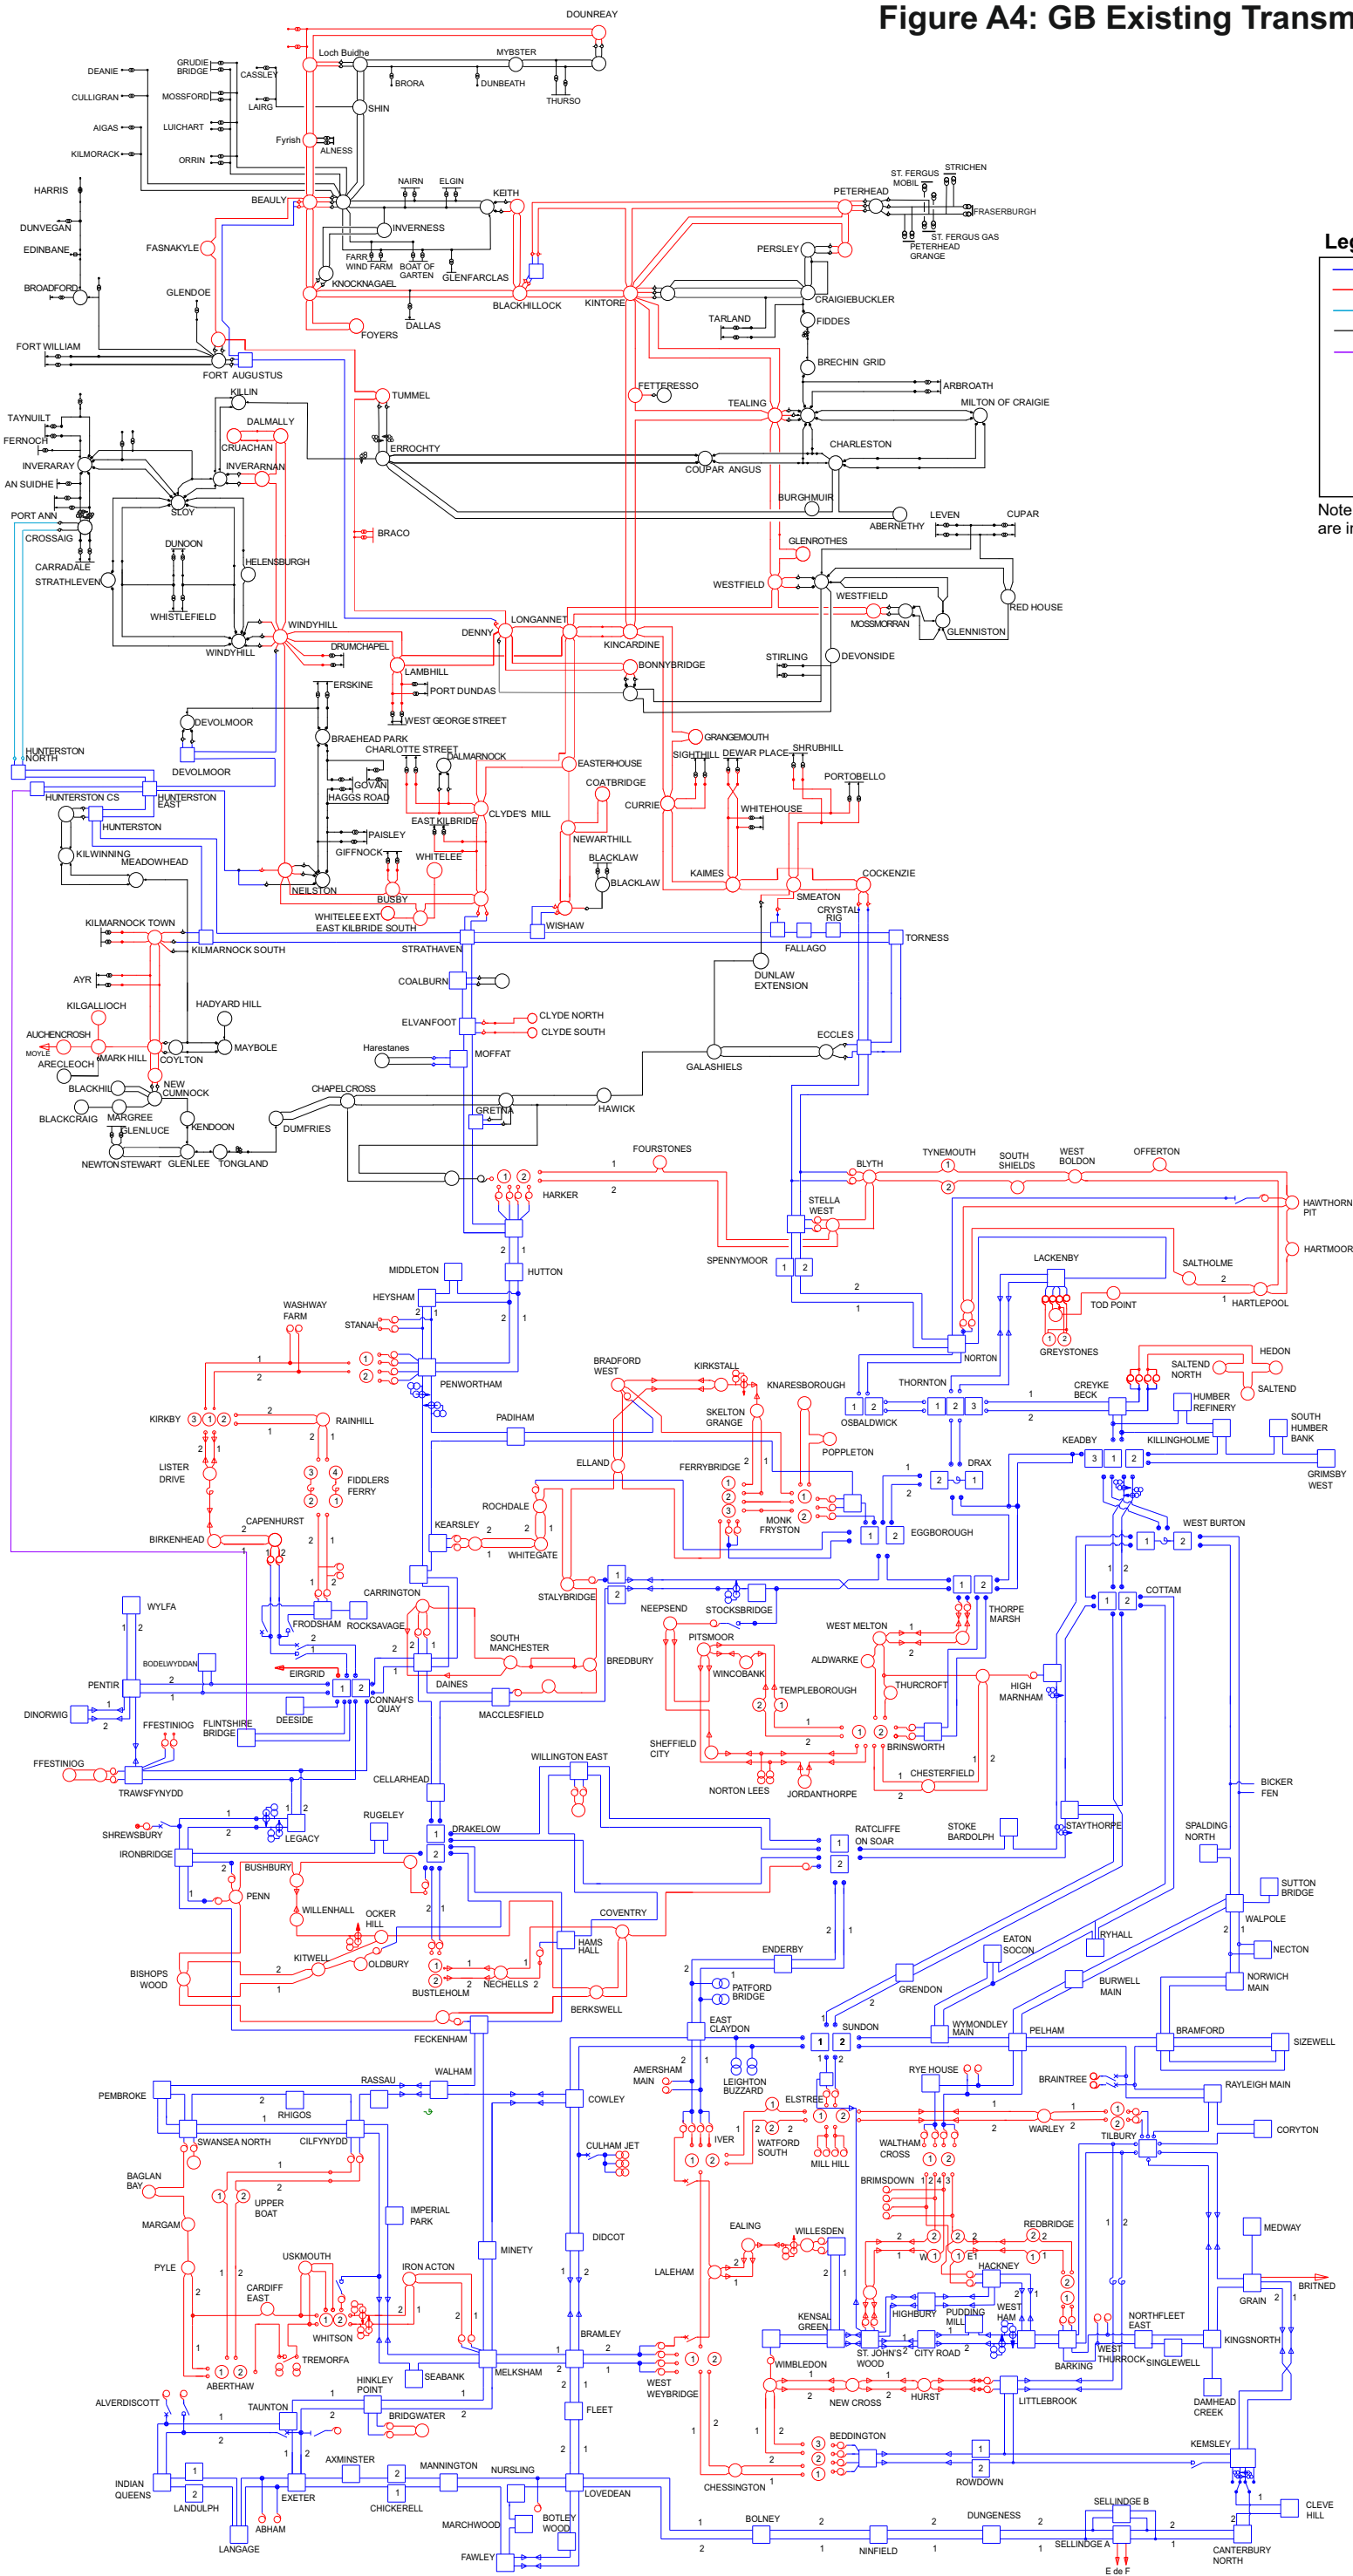 Figure A4: GB Existing Transm
DOUNREAY
Loch Buidhe
MYBSTER
GRUDIE
BRIDGE
DEANIE
CASSLEY
BRORA
DUNBEATH
THURSO
CULLIGRAN
MOSSFORD
LAIRG
SHIN
AIGAS
LUICHART
Fyrish
ALNESS
KILMORACK
ORRIN
HARRIS
NAIRN
ELGIN
KEITH
BEAULY
PETERHEAD
ST. FERGUS
MOBIL
STRICHEN
FRASERBURGH
DUNVEGAN
EDINBANE
FASNAKYLE
INVERNESS
FARR
WIND FARM
BOAT OF
GARTEN
GLENFARCLAS
PERSLEY
ST. FERGUS GAS
PETERHEAD
GRANGE
Leg
BROADFORD
GLENDOE
KNOCKNAGAEL
BLACKHILLOCK
KINTORE
CRAIGIEBUCKLER
DALLAS
FOYERS
TARLAND
FIDDES
FORT WILLIAM
FORT AUGUSTUS
BRECHIN GRID
Note
are in
KILLIN
TUMMEL
FETTERESSO
ARBROATH
TEALING
MILTON OF CRAIGIE
TAYNUILT
FERNOCH
DALMALLY
CRUACHAN
ERROCHTY
CHARLESTON
COUPAR ANGUS
INVERARAY
INVERARNAN
AN SUIDHE
SLOY
BURGHMUIR
ABERNETHY
PORT ANN
CROSSAIG
LEVEN
CUPAR
BRACO
DUNOON
HELENSBURGH
CARRADALE
STRATHLEVEN
GLENROTHES
WHISTLEFIELD
WESTFIELD
WESTFIELD
RED HOUSE
MOSSMORRAN
GLENNISTON
WINDYHILL
WINDYHILL
DRUMCHAPEL
LAMBHILL
DENNY
LONGANNET
KINCARDINE
BONNYBRIDGE
STIRLING
DEVONSIDE
ERSKINE
PORT DUNDAS
WEST GEORGE STREET
DEVOLMOOR
BRAEHEAD PARK
GRANGEMOUTH
HUNTERSTON
NORTH
DEVOLMOOR
CHARLOTTE STREET
DALMARNOCK
EASTERHOUSE
SIGHTHILL
DEWAR PLACE
SHRUBHILL
PORTOBELLO
HUNTERSTON CS
HUNTERSTON
EAST
HUNTERSTON
GOVAN
HAGGS ROAD
COATBRIDGE
CURRIE
CLYDE'S MILL
EAST KILBRIDE
WHITEHOUSE
KILWINNING
MEADOWHEAD
PAISLEY
GIFFNOCK
WHITELEE
NEWARTHILL
BLACKLAW
BLACKLAW
NEILSTON
BUSBY
KAIMES
SMEATON
COCKENZIE
WHITELEE EXT
EAST KILBRIDE SOUTH
WISHAW
CRYSTAL
RIG
KILMARNOCK TOWN
KILMARNOCK SOUTH
STRATHAVEN
FALLAGO
TORNESS
AYR
COALBURN
DUNLAW
EXTENSION
KILGALLIOCH
HADYARD HILL
ELVANFOOT
CLYDE NORTH
CLYDE SOUTH
AUCHENCROSH
MOYLE
MARK HILL
COYLTON
MAYBOLE
Harestanes
MOFFAT
ECCLES
GALASHIELS
ARECLEOCH
NEW
CUMNOCK
BLACKHILL
CHAPELCROSS
GRETNA
HAWICK
BLACKCRAIG
MARGREE
GLENLUCE
KENDOON
DUMFRIES
NEWTON STEWART
GLENLEE
TONGLAND
FOURSTONES
HARKER
BLYTH
TYNEMOUTH
SOUTH
SHIELDS
WEST
BOLDON
OFFERTON
STELLA
WEST
HAWTHORN
PIT
SPENNYMOOR
HARTMOOR
MIDDLETON
HUTTON
HEYSHAM
LACKENBY
SALTHOLME
TOD POINT
HARTLEPOOL
WASHWAY
FARM
STANAH
GREYSTONES
NORTON
PENWORTHAM
BRADFORD
WEST
KIRKSTALL
KNARESBOROUGH
THORNTON
CREYKE
BECK
SALTEND
NORTH
HEDON
SALTEND
KIRKBY
RAINHILL
PADIHAM
SKELTON
GRANGE
OSBALDWICK
HUMBER
REFINERY
SOUTH
HUMBER
BANK
POPPLETON
LISTER
DRIVE
FIDDLERS
FERRY
ELLAND
FERRYBRIDGE
DRAX
KEADBY
KILLINGHOLME
GRIMSBY
WEST
ROCHDALE
MONK
FRYSTON
EGGBOROUGH
WEST BURTON
BIRKENHEAD
CAPENHURST
KEARSLEY
WHITEGATE
CARRINGTON
STALYBRIDGE
STOCKSBRIDGE
THORPE
MARSH
COTTAM
WYLFA
FRODSHAM
ROCKSAVAGE
NEEPSEND
PITSMOOR
WEST MELTON
SOUTH
MANCHESTER
BODELWYDDAN
EIRGRID
BREDBURY
WINCOBANK
ALDWARKE
HIGH
MARNHAM
PENTIR
DAINES
TEMPLEBOROUGH
THURCROFT
DINORWIG
DEESIDE
CONNAH'S
QUAY
MACCLESFIELD
FLINTSHIRE
BRIDGE
FFESTINIOG
SHEFFIELD
CITY
BRINSWORTH
FFESTINIOG
TRAWSFYNYDD
WILLINGTON EAST
CHESTERFIELD
NORTON LEES
JORDANTHORPE
BICKER
FEN
CELLARHEAD
SHREWSBURY
LEGACY
RUGELEY
DRAKELOW
RATCLIFFE
ON SOAR
STOKE
BARDOLPH
STAYTHORPE
SPALDING
NORTH
IRONBRIDGE
BUSHBURY
PENN
WILLENHALL
OCKER
HILL
COVENTRY
SUTTON
BRIDGE
WALPOLE
HAMS
HALL
ENDERBY
EATON
SOCON
RYHALL
NECTON
BISHOPS
WOOD
KITWELL
OLDBURY
BUSTLEHOLM
NECHELLS
BERKSWELL
PATFORD
BRIDGE
GRENDON
BURWELL
MAIN
NORWICH
MAIN
FECKENHAM
EAST
CLAYDON
SUNDON
WYMONDLEY
MAIN
PELHAM
BRAMFORD
SIZEWELL
AMERSHAM
MAIN
LEIGHTON
BUZZARD
RYE HOUSE
BRAINTREE
RAYLEIGH MAIN
PEMBROKE
RASSAU
WALHAM
RHIGOS
COWLEY
ELSTREE
SWANSEA NORTH
CILFYNYDD
CULHAM JET
IVER
WATFORD
SOUTH
MILL HILL
WALTHAM
CROSS
WARLEY
TILBURY
CORYTON
BAGLAN
BAY
UPPER
BOAT
IMPERIAL
PARK
BRIMSDOWN
MARGAM
DIDCOT
EALING
WILLESDEN
REDBRIDGE
MEDWAY
PYLE
USKMOUTH
IRON ACTON
MINETY
LALEHAM
HACKNEY
GRAIN
BRITNED
CARDIFF
EAST
WHITSON
KENSAL
GREEN
HIGHBURY
PUDDING
MILL
WEST
HAM
NORTHFLEET
EAST
TREMORFA
BRAMLEY
ST. JOHN'S
WOOD
CITY ROAD
BARKING
WEST
THURROCK
SINGLEWELL
KINGSNORTH
ABERTHAW
SEABANK
MELKSHAM
WEST
WEYBRIDGE
WIMBLEDON
HINKLEY
POINT
NEW CROSS
HURST
LITTLEBROOK
DAMHEAD
CREEK
ALVERDISCOTT
TAUNTON
BRIDGWATER
FLEET
BEDDINGTON
KEMSLEY
AXMINSTER
MANNINGTON
NURSLING
CHESSINGTON
ROWDOWN
INDIAN
QUEENS
LANDULPH
EXETER
CHICKERELL
LOVEDEAN
CLEVE
HILL
ABHAM
MARCHWOOD
BOTLEY
WOOD
BOLNEY
DUNGENESS
SELLINDGE B
LANGAGE
FAWLEY
NINFIELD
SELLINDGE A
CANTERBURY
NORTH
E de F